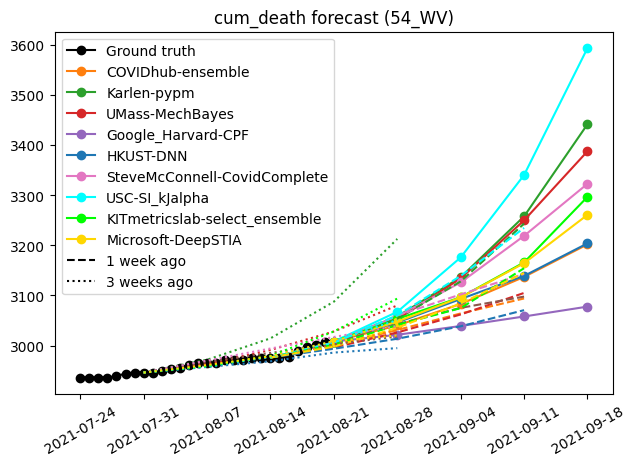 cum_death forecast (54_WV)
3600
3500
3400
3300
3200
3100
3000
Ground truth
COVIDhub-ensemble
Karlen-pypm
UMass-MechBayes
Google_Harvard-CPF
HKUST-DNN
SteveMcConnell-CovidComplete
USC-SI_kJalpha
KITmetricslab-select_ensemble
Microsoft-DeepSTIA
1 week ago
3 weeks ago
2021-07-24
2021-07-31
2021-08-07
2021-08-14
2021-08-21
2021-08-28
2021-09-04
2021-09-11
2021-09-18